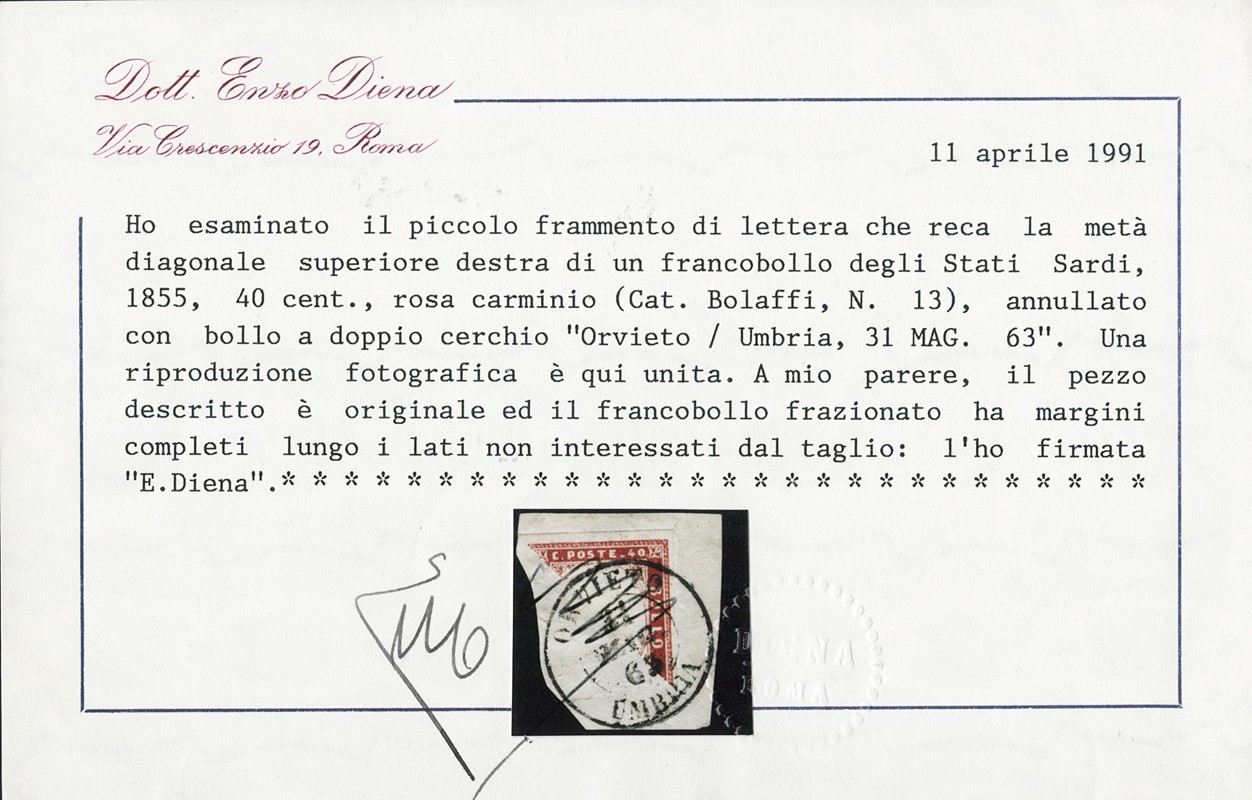 Dott. Enzo Diena
Via Crescenzio 19, Roma
11 aprile 1991
Ho esaminato il piccolo frammento di lettera che reca la metà
diagonale superiore destra di un francobollo degli Stati Sardi,
1855, 40 cent., rosa carminio (Cat. Bolaffi, N. 13), annullato
con bollo a doppio cerchio "Orvieto / Umbria, 31 MAG. 63". Una
riproduzione fotografica è qui unita. A mio parere, il pezzo
descritto è originale ed il francobollo frazionato ha margini
completi lungo i lati non interessati dal taglio: l'ho firmata
"E.Diena".* * * * * * * * * * * * * * * * * * * * * * * * * * * *
C. POSTE. 40
ORVIETO
31
MAG
63
UMBRIA